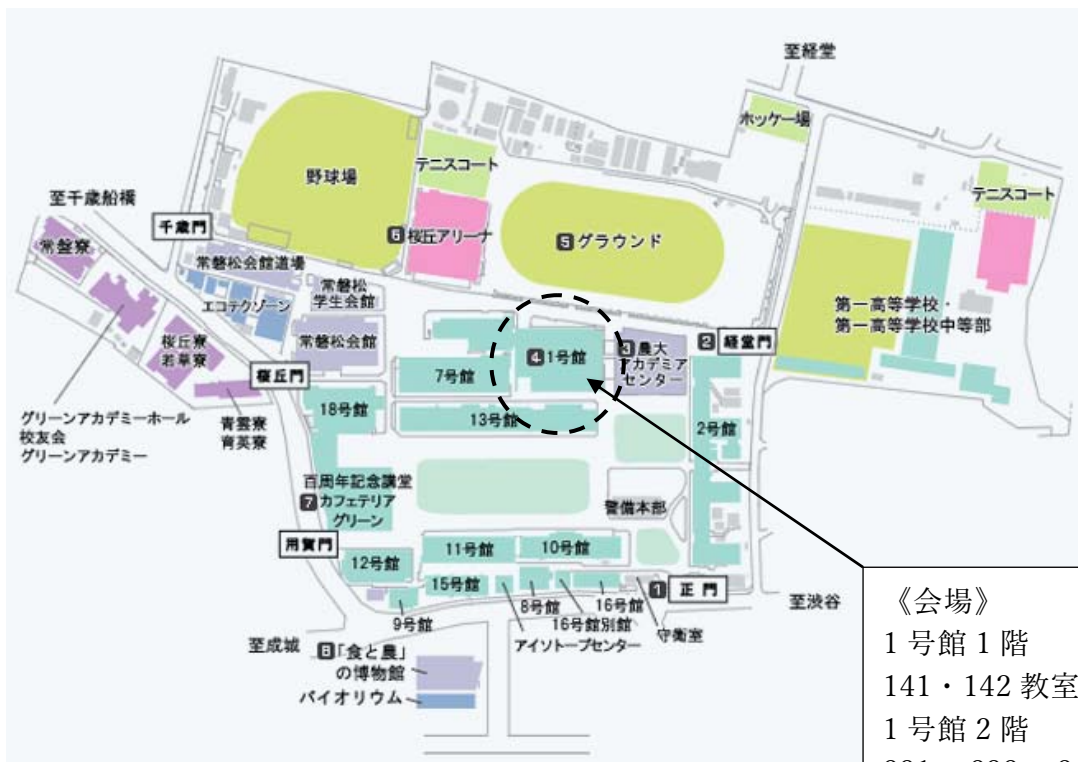 至経堂
ホッケー場
テニスコート
野球場
テニスコート
至千歳船橋
千歳門
6 桜丘アリーナ
5 グラウンド
常盤寮
常磐松会館道場
エコテクゾーン
常磐松
学生会館
第一高等学校・
第一高等学校中等部
桜丘寮
若草寮
常磐松会館
桜丘門
4 1号館
3 農大
アカデミア
センター
2 経堂門
7号館
18号館
13号館
2号館
グリーンアカデミーホール
校友会
グリーンアカデミー
青雲寮
育英寮
百周年記念講堂
7 カフェテリア
グリーン
警備本部
用賀門
12号館
11号館
10号館
15号館
1 正門
9号館
8号館
16号館
16号館別館
アイソトープセンター
守衛室
至渋谷
至成城
8 「食と農」
の博物館
バイオリウム
《会場》
1 号館 1 階
141・142 教室
1 号館 2 階